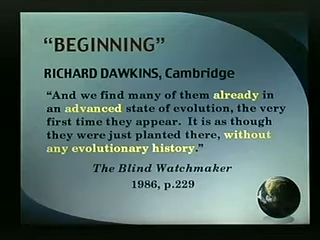 “BEGINNING”
RICHARD DAWKINS, Cambridge
“And we find many of them already in
an advanced state of evolution, the very
first time they appear.  It is as though
they were just planted there, without
any evolutionary history.”
The Blind Watchmaker
1986, p.229